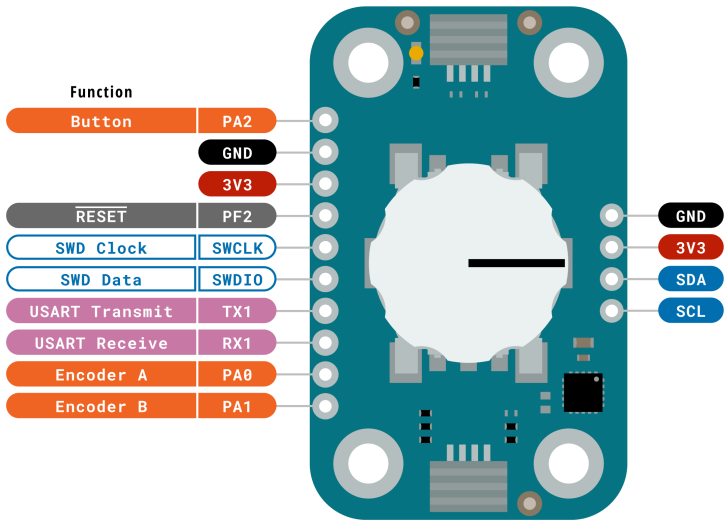 Function
Button PA2
GND
3V3
RESET PF2
SWD Clock SWCLK
SWD Data SWDIO
USART Transmit TX1
USART Receive RX1
Encoder A PA0
Encoder B PA1
GND
3V3
SDA
SCL